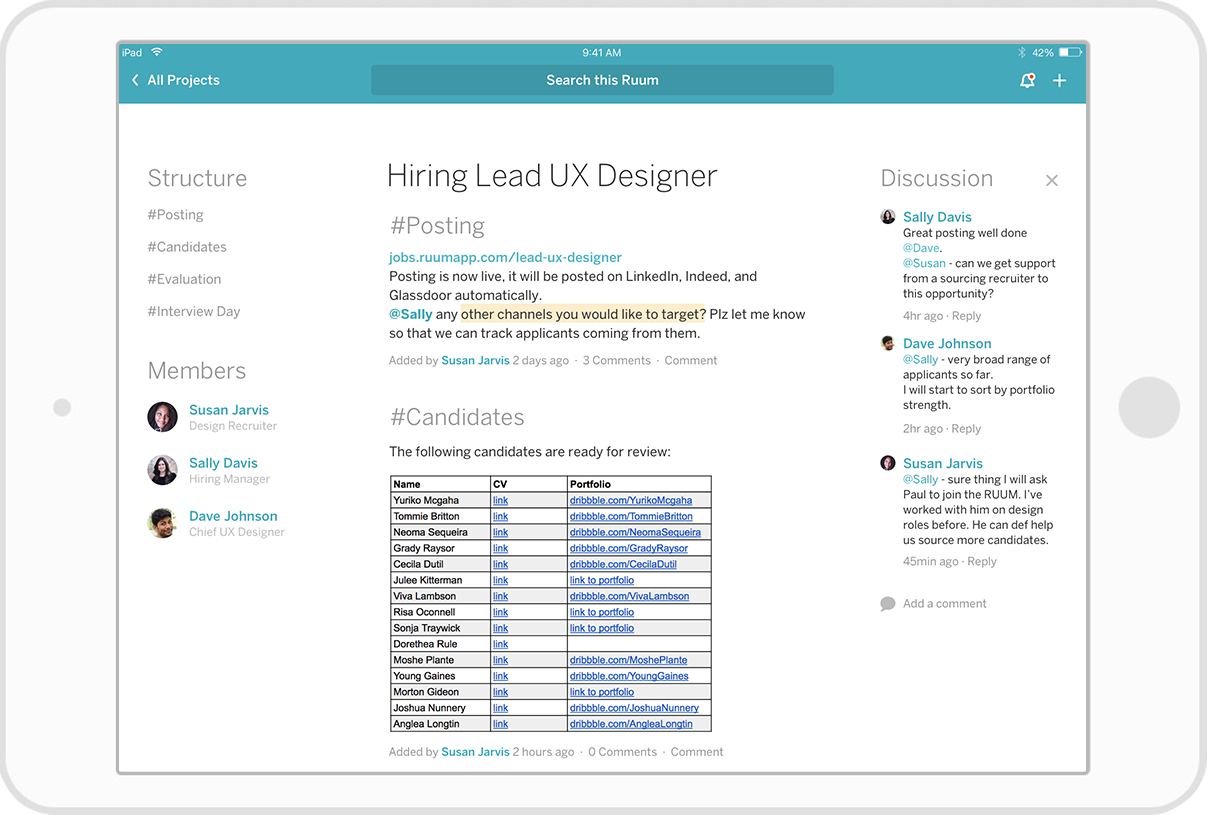 iPad
9:41 AM
42%
All Projects
Search this Ruum
Structure
#Posting
#Candidates
#Evaluation
#Interview Day
Members
Susan Jarvis
Design Recruiter
Sally Davis
Hiring Manager
Dave Johnson
Chief UX Designer
Hiring Lead UX Designer
#Posting
jobs.ruumapp.com/lead-ux-designer
Posting is now live, it will be posted on LinkedIn, Indeed, and
Glassdoor automatically.
@Sally any other channels you would like to target? Plz let me know
so that we can track applicants coming from them.
Added by Susan Jarvis 2 days ago · 3 Comments · Comment
#Candidates
The following candidates are ready for review:
Name CV Portfolio
Yuriko Mcgaha link dribbble.com/YurikoMcgaha
Tommie Britton link dribbble.com/TommieBritton
Neoma Sequeira link dribbble.com/NeomaSequeira
Grady Raysor link dribbble.com/GradyRaysor
Cecila Dutil link dribbble.com/CecilaDutil
Julee Kitterman link link to portfolio
Viva Lambson link dribbble.com/VivaLambson
Risa Oconnell link link to portfolio
Sonja Traywick link link to portfolio
Dorethea Rule link
Moshe Plante link dribbble.com/MoshePlante
Young Gaines link dribbble.com/YoungGaines
Morton Gideon link link to portfolio
Joshua Nunnery link dribbble.com/JoshuaNunnery
Anglea Longtin link dribbble.com/AngleaLongtin
Added by Susan Jarvis 2 hours ago · 0 Comments · Comment
Discussion
Sally Davis
Great posting well done
@Dave.
@Susan - can we get support
from a sourcing recruiter to
this opportunity?
4hr ago · Reply
Dave Johnson
@Sally - very broad range of
applicants so far.
I will start to sort by portfolio
strength.
2hr ago · Reply
Susan Jarvis
@Sally - sure thing I will ask
Paul to join the RUUM. I've
worked with him on design
roles before. He can def help
us source more candidates.
45min ago · Reply
Add a comment